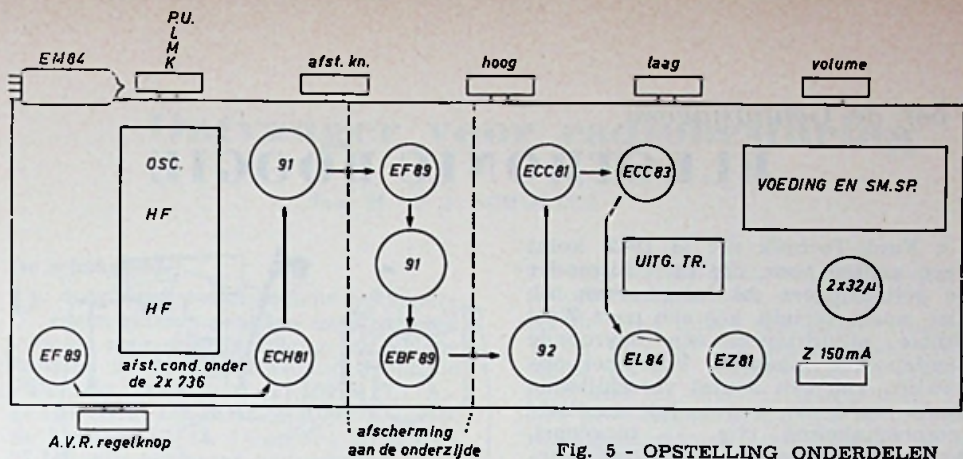 P.U.
L
M
K
EM84
afst. kn.
hoog
laag
volume
OSC.
HF
HF
91
EF89
ECC81
ECC83
VOEDING EN SM.SP.
91
UITG. TR.
2x32µ
EF89
afst. cond. onder
de 2x 736
ECH81
EBF89
92
EL84
EZ81
Z 150mA
A.V.R. regelknop
afscherming
aan de onderzijde
Fig. 5 - OPSTELLING ONDERDELEN